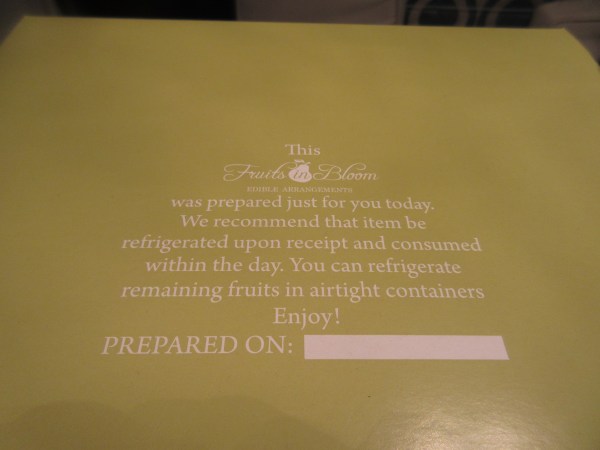 This
Fruits in Bloom
EDIBLE ARRANGEMENTS
was prepared just for you today.
We recommend that item be
refrigerated upon receipt and consumed
within the day. You can refrigerate
remaining fruits in airtight containers
Enjoy!
PREPARED ON: